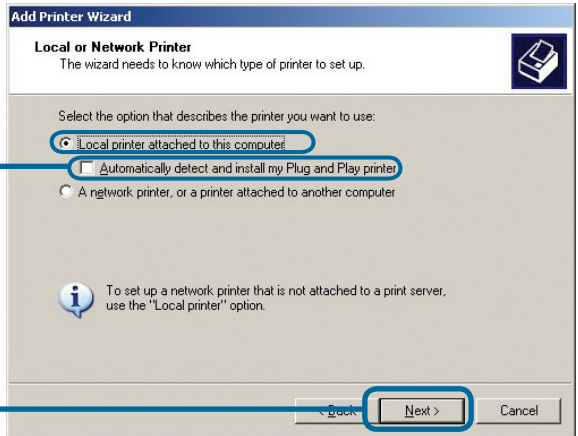 Add Printer Wizard
Local or Network Printer
The wizard needs to know which type of printer to set up.
Select the option that describes the printer you want to use:
Local printer attached to this computer
Automatically detect and install my Plug and Play printer
A network printer, or a printer attached to another computer
To set up a network printer that is not attached to a print server,
use the "Local printer" option.
< Back Next > Cancel